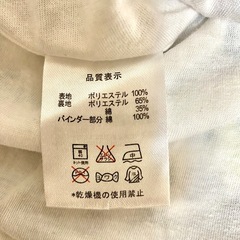 品質表示
表地 ポリエステル 100%
裏地 ポリエステル 65%
綿 35%
バインダー部分 綿 100%
*乾燥機の使用禁止